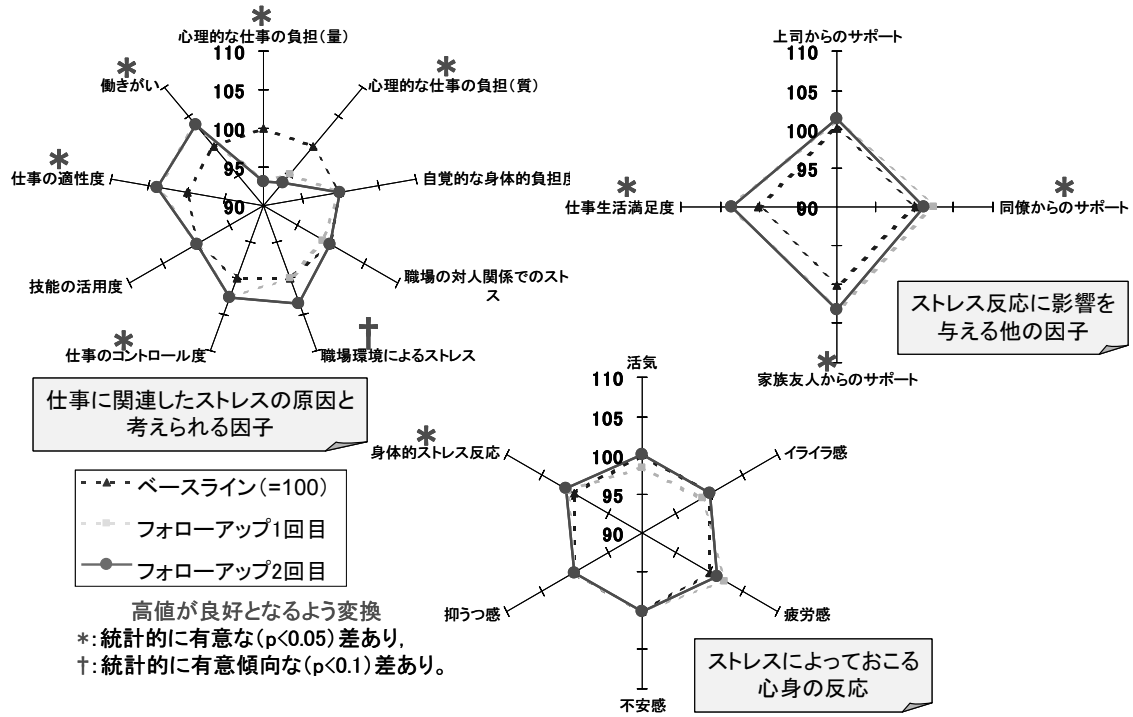 *
心理的な仕事の負担(量)
110
105
100
95
90
*
心理的な仕事の負担(質)
自覚的な身体的負担度
職場の対人関係でのスト
ス
†
職場環境によるストレス
*
仕事のコントロール度
技能の活用度
*
仕事の適性度
*
働きがい
仕事に関連したストレスの原因と
考えられる因子
上司からのサポート
110
105
100
95
90
*
同僚からのサポート
*
家族友人からのサポート
*
仕事生活満足度
ストレス反応に影響を
与える他の因子
活気
110
105
100
95
90
イライラ感
疲労感
不安感
抑うつ感
*
身体的ストレス反応
ストレスによっておこる
心身の反応
ベースライン(=100)
フォローアップ1回目
フォローアップ2回目
高値が良好となるよう変換
*:統計的に有意な(p<0.05)差あり,
†:統計的に有意傾向な(p<0.1)差あり。